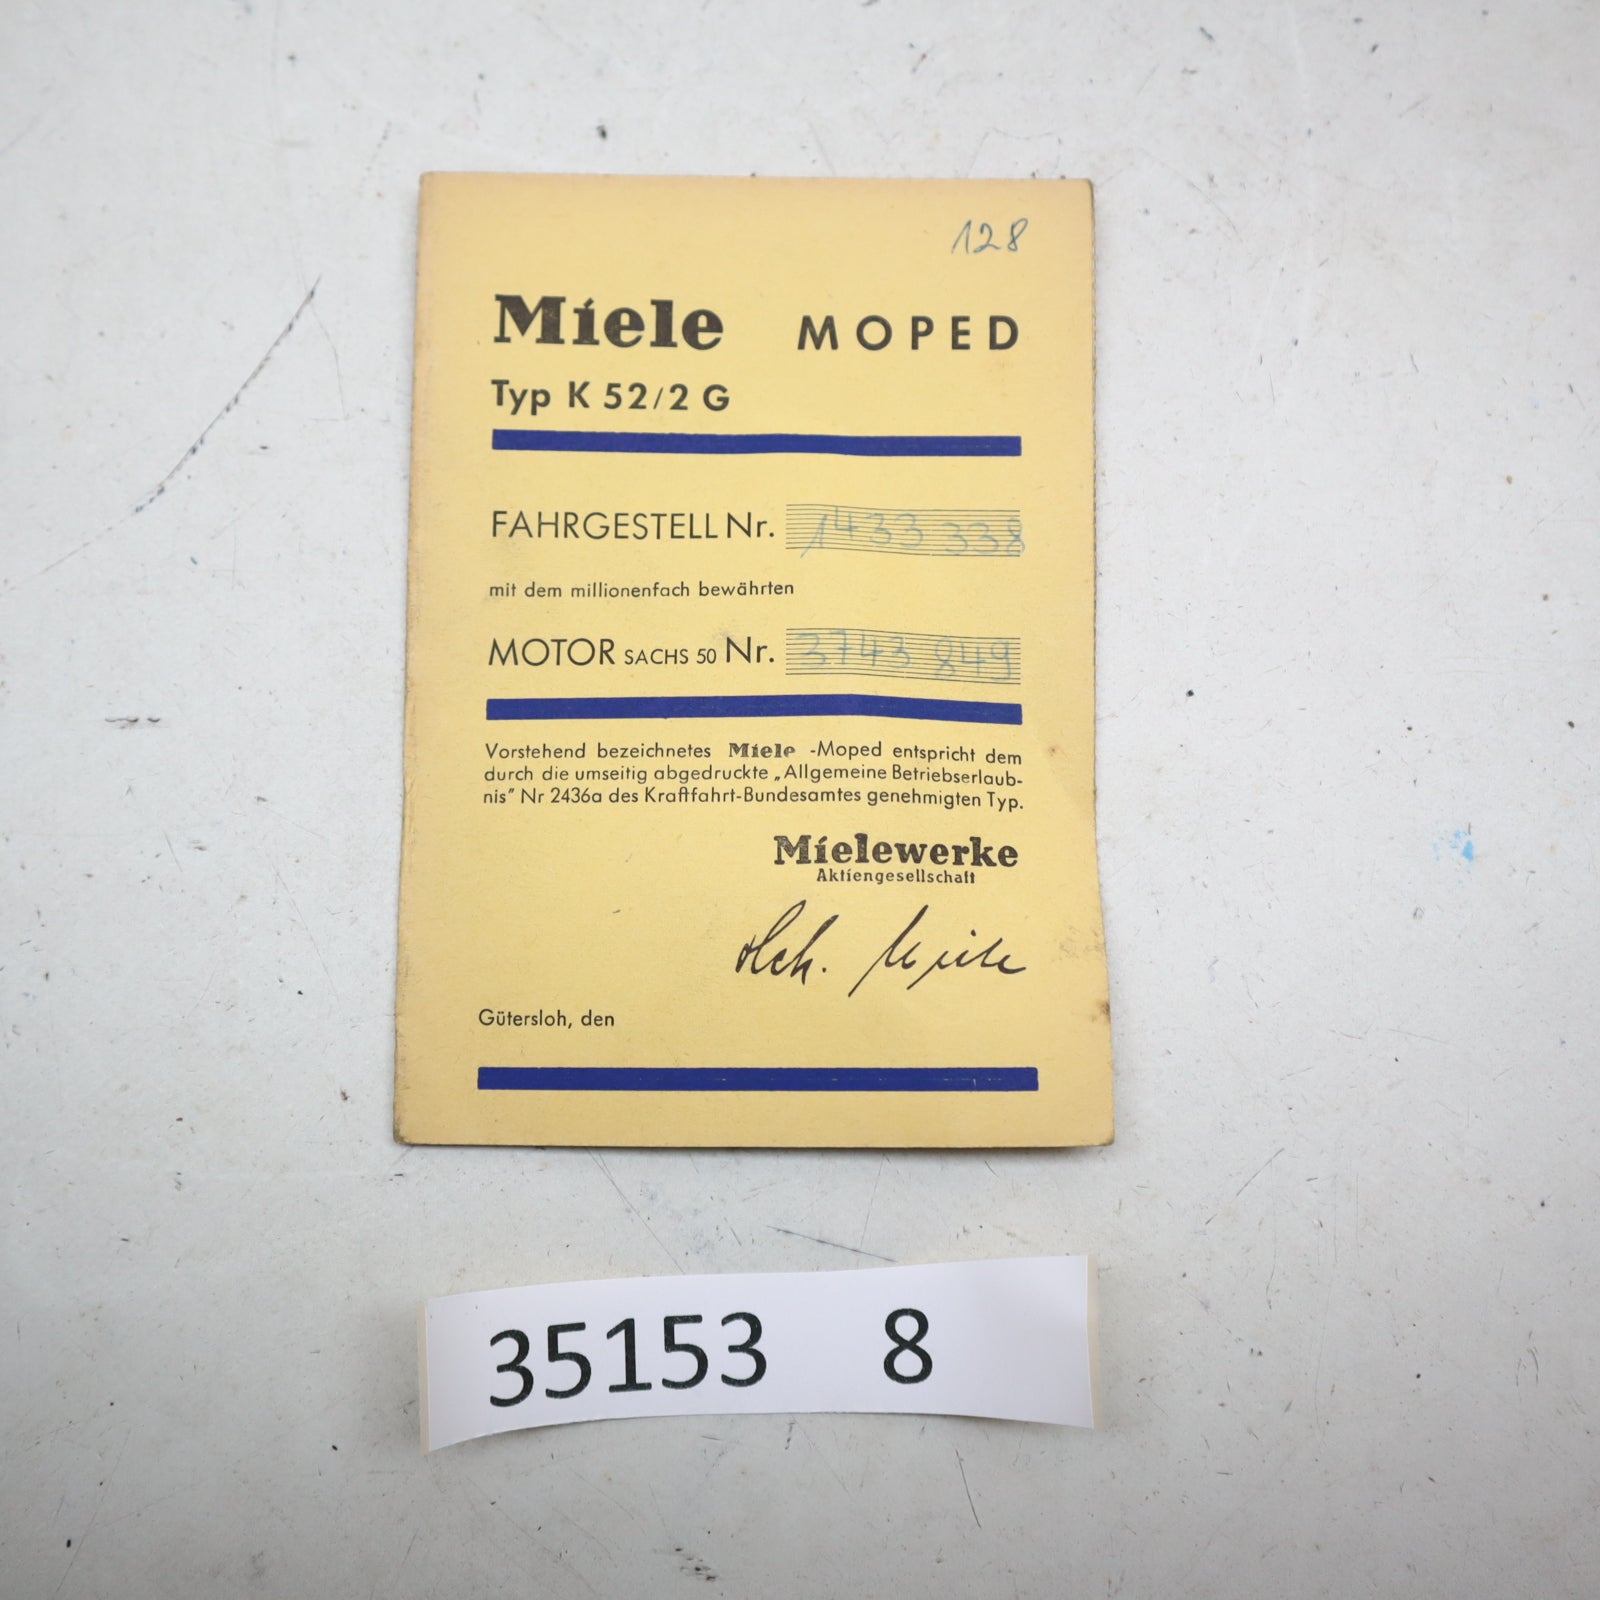 128
Miele MOPED
Typ K 52/2 G
FAHRGESTELL Nr. 1433 338
mit dem millionenfach bewährten
MOTOR SACHS 50 Nr. 3743 849
Vorstehend bezeichnetes Miele -Moped entspricht dem
durch die umseitig abgedruckte „Allgemeine Betriebserlaub-
nis" Nr 2436a des Kraftfahrt-Bundesamtes genehmigten Typ.
Mielewerke
Aktiengesellschaft
Miele
Gütersloh, den
35153 8